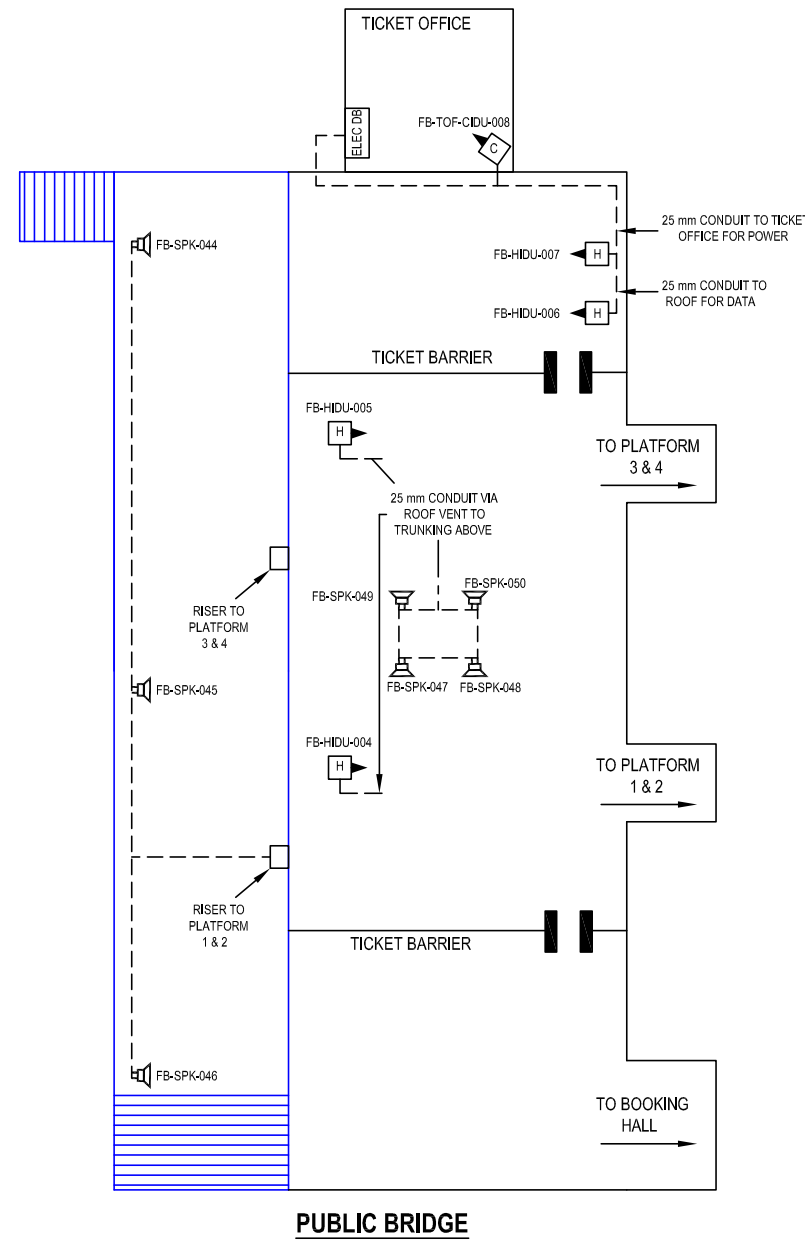 TICKET OFFICE
ELEC DB
FB-TOF-CIDU-008
C
FB-SPK-044
25 mm CONDUIT TO TICKET
OFFICE FOR POWER
FB-HIDU-007
H
25 mm CONDUIT TO
ROOF FOR DATA
FB-HIDU-006
H
TICKET BARRIER
FB-HIDU-005
H
TO PLATFORM
3 & 4
25 mm CONDUIT VIA
ROOF VENT TO
TRUNKING ABOVE
FB-SPK-049
FB-SPK-050
RISER TO
PLATFORM
3 & 4
FB-SPK-045
FB-SPK-047
FB-SPK-048
FB-HIDU-004
H
TO PLATFORM
1 & 2
RISER TO
PLATFORM
1 & 2
TICKET BARRIER
FB-SPK-046
TO BOOKING
HALL
PUBLIC BRIDGE